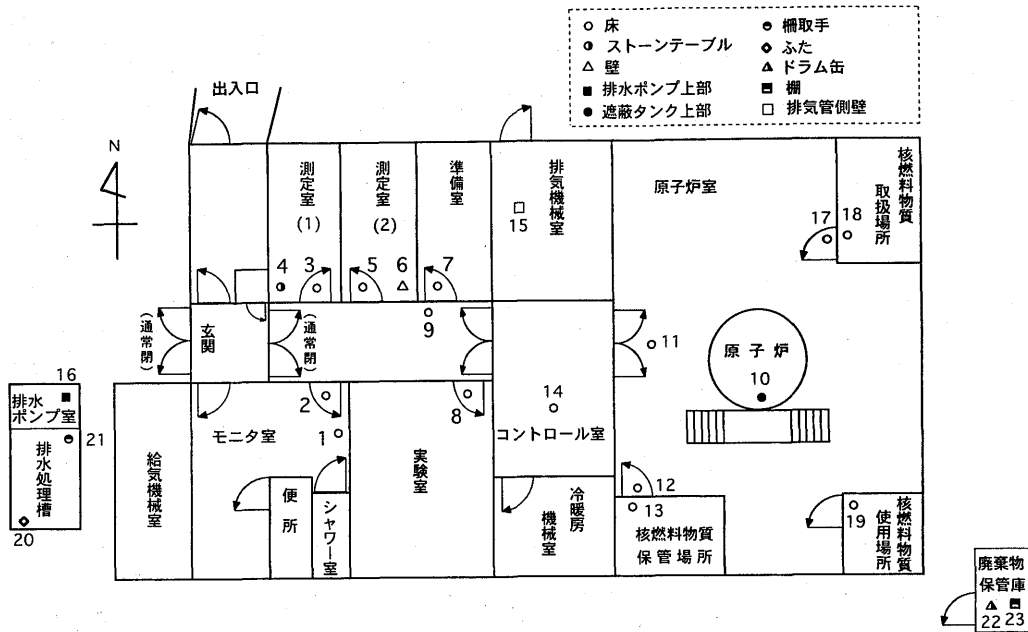 床
ストーンテーブル
壁
排水ポンプ上部
遮蔽タンク上部
柵取手
ふた
ドラム缶
棚
排気管側壁
出入口
N
測定室
(1)
測定室
(2)
準備室
排気機械室
15
原子炉室
核燃料物質
取扱場所
17
18
4
3
5
6
7
9
(通常閉)
玄関
(通常閉)
11
原子炉
10
16
排水
ポンプ室
21
排水処理槽
20
給気機械室
モニタ室
2
1
便所
シャワー室
実験室
8
14
コントロール室
冷暖房
機械室
12
13
核燃料物質
保管場所
19
核燃料物質
使用場所
廃棄物
保管庫
22 23